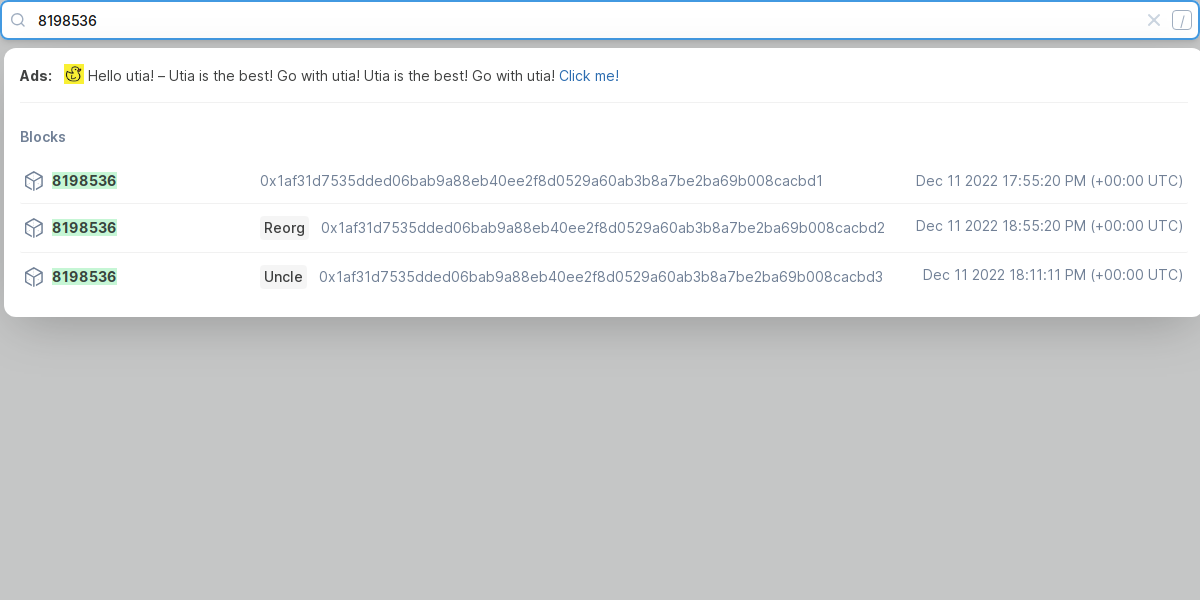 8198536 /
Ads: Hello utia! – Utia is the best! Go with utia! Utia is the best! Go with utia! Click me!
Blocks
8198536 0x1af31d7535dded06bab9a88eb40ee2f8d0529a60ab3b8a7be2ba69b008cacbd1 Dec 11 2022 17:55:20 PM (+00:00 UTC)
8198536 Reorg 0x1af31d7535dded06bab9a88eb40ee2f8d0529a60ab3b8a7be2ba69b008cacbd2 Dec 11 2022 18:55:20 PM (+00:00 UTC)
8198536 Uncle 0x1af31d7535dded06bab9a88eb40ee2f8d0529a60ab3b8a7be2ba69b008cacbd3 Dec 11 2022 18:11:11 PM (+00:00 UTC)